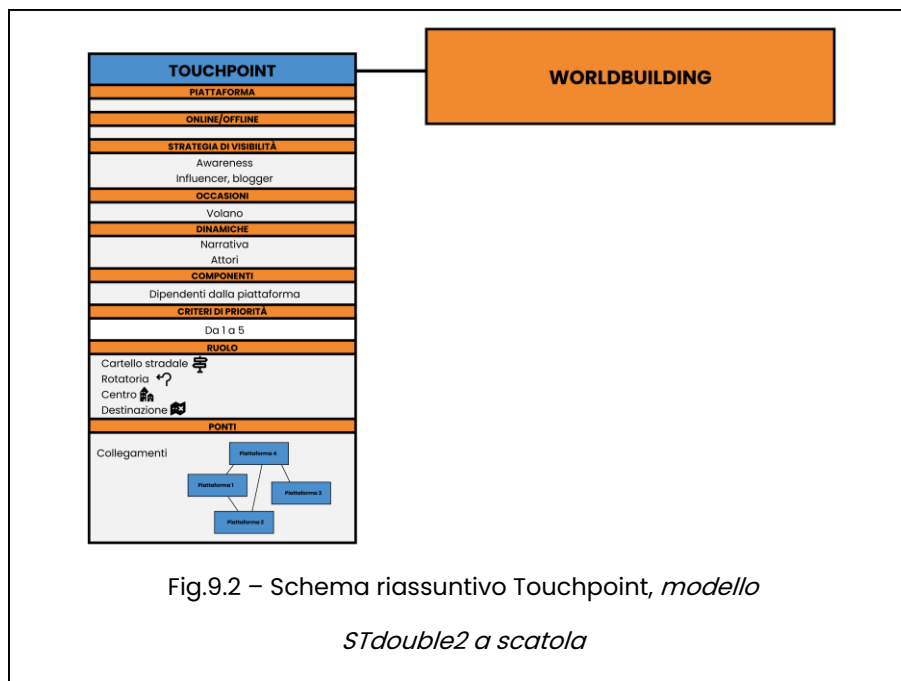 TOUCHPOINT
WORLDBUILDING
PIATTAFORMA
ONLINE/OFFLINE
STRATEGIA DI VISIBILITÀ
Awareness
Influencer, blogger
OCCASIONI
Volano
DINAMICHE
Narrativa
Attori
COMPONENTI
Dipendenti dalla piattaforma
CRITERI DI PRIORITÀ
Da 1 a 5
RUOLO
Cartello stradale
Rotatoria
Centro
Destinazione
PONTI
Collegamenti
Piattaforma 4
Piattaforma 1
Piattaforma 3
Piattaforma 2
Fig.9.2 – Schema riassuntivo Touchpoint, modello
STdouble2 a scatola